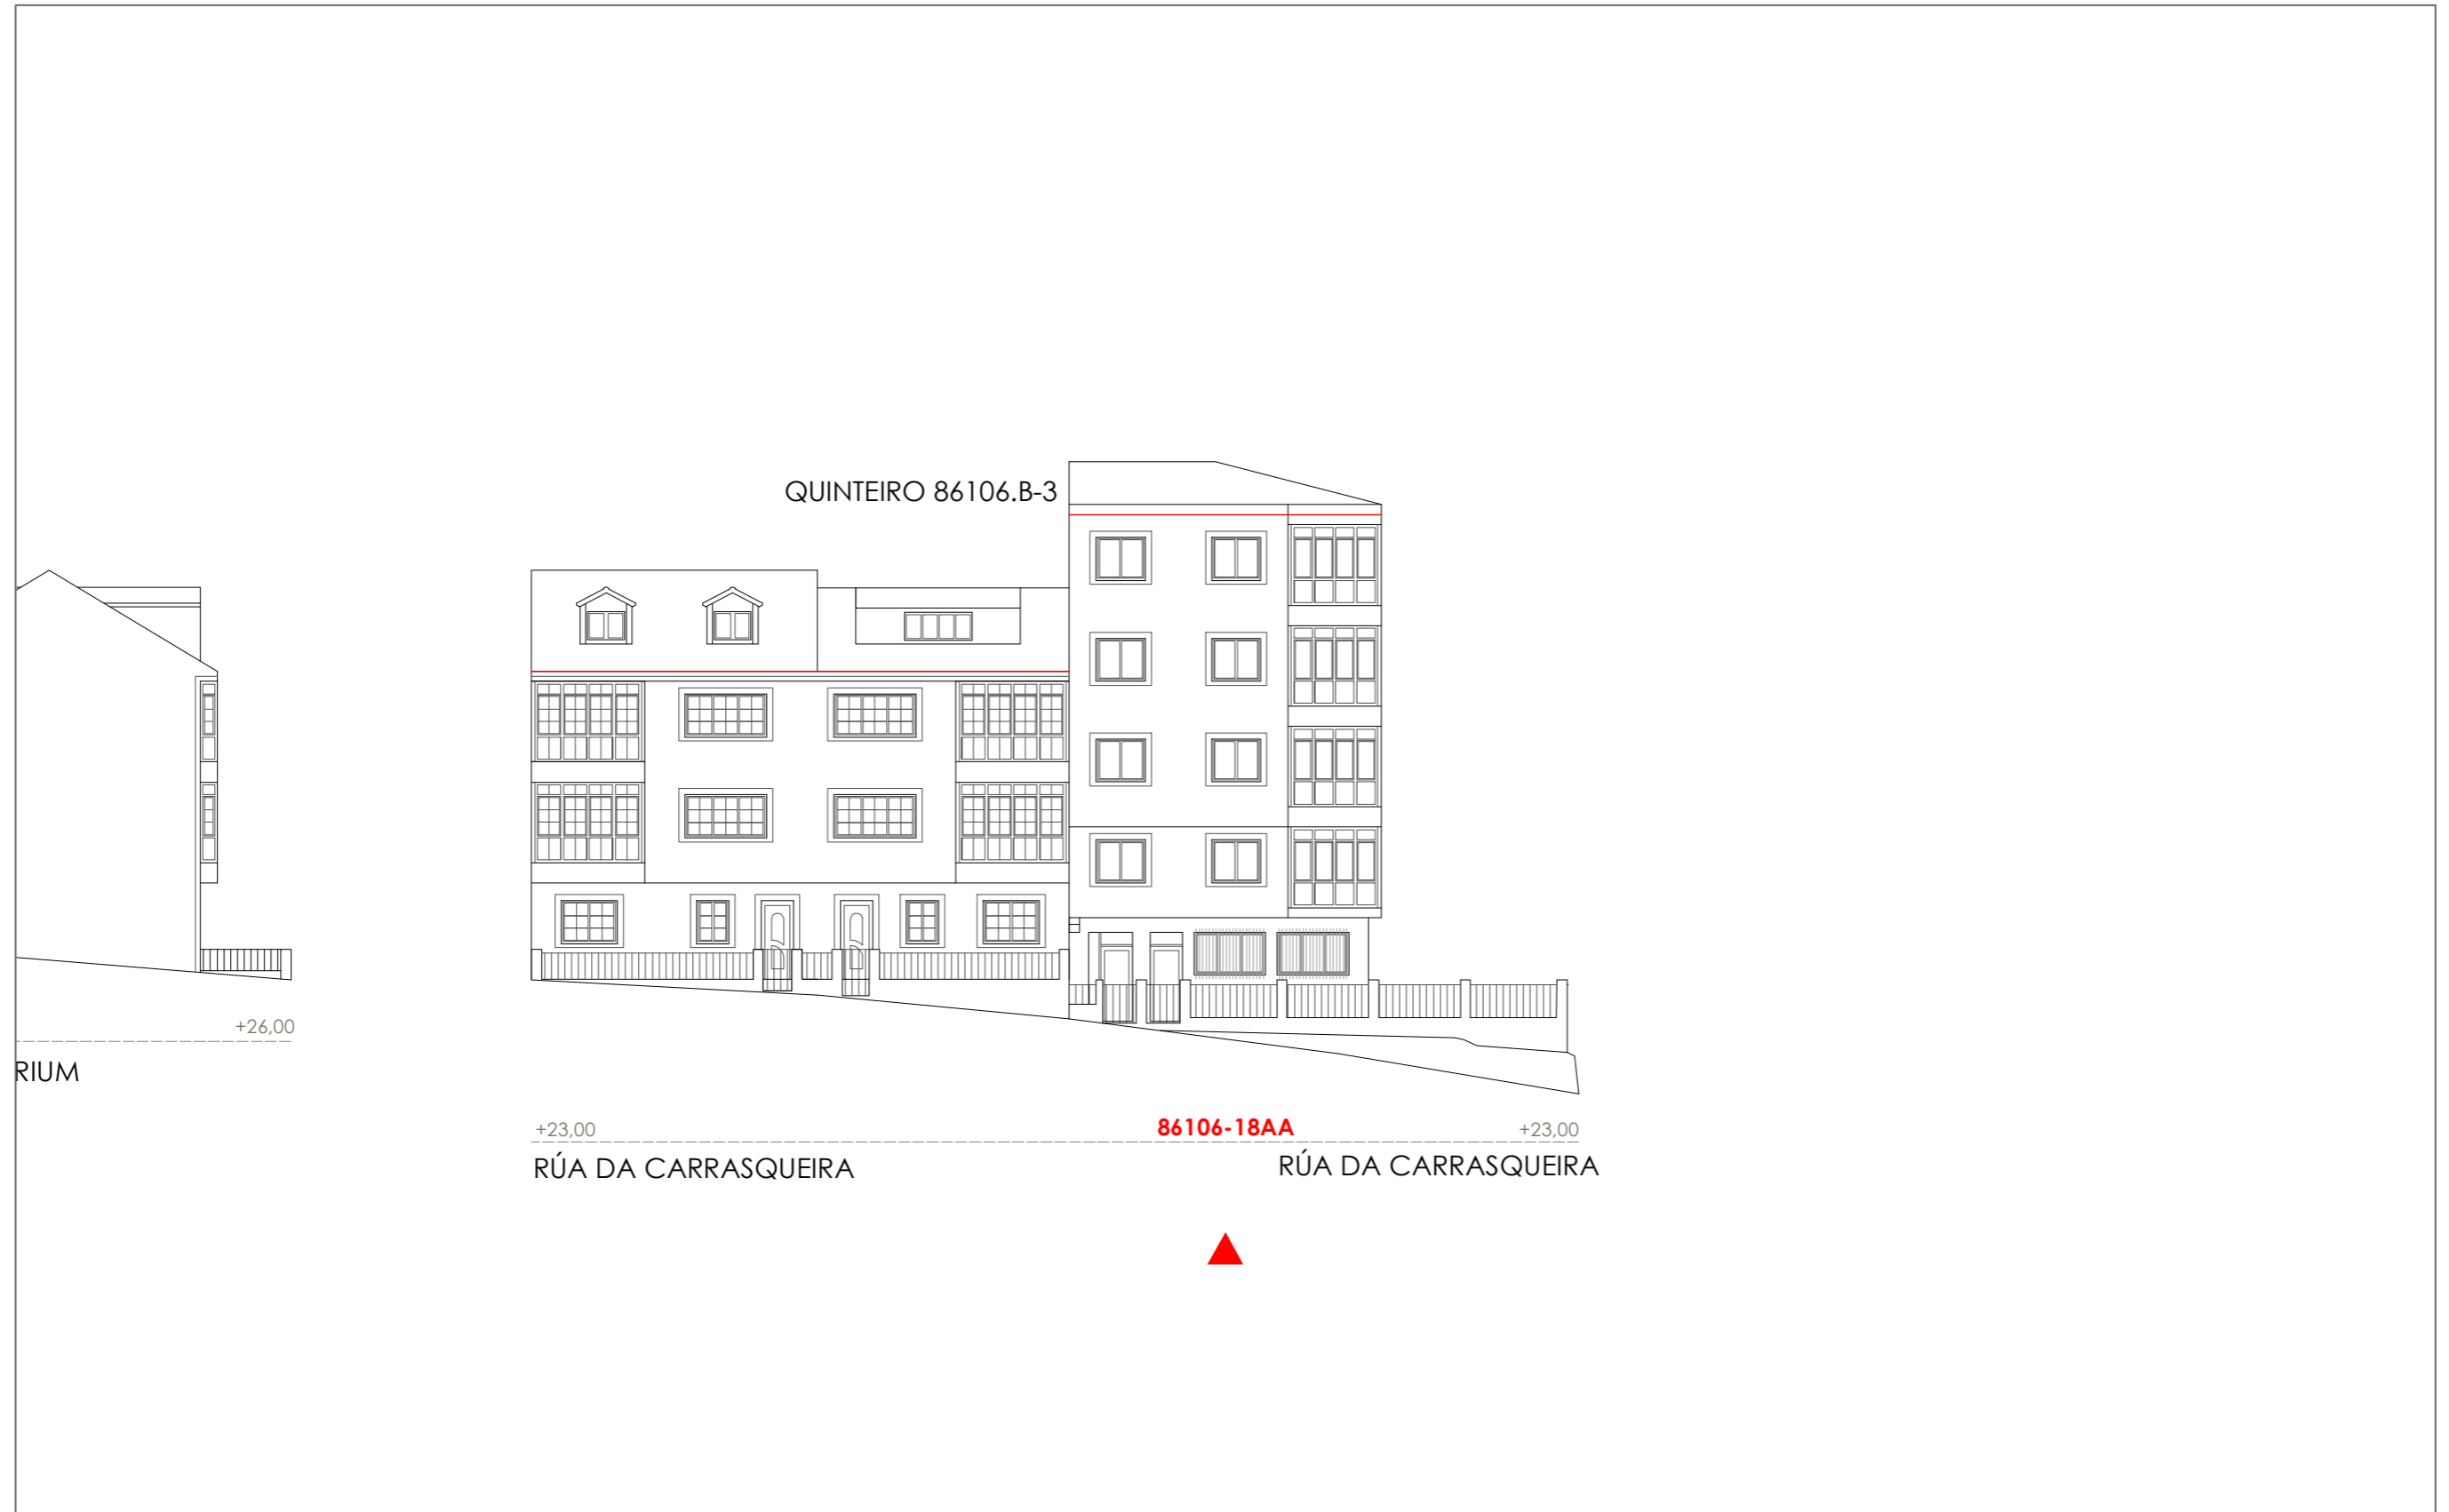 QUINTEIRO 86106.B-3
+26,00
RIUM
+23,00
86106-18AA
+23,00
RÚA DA CARRASQUEIRA
RÚA DA CARRASQUEIRA